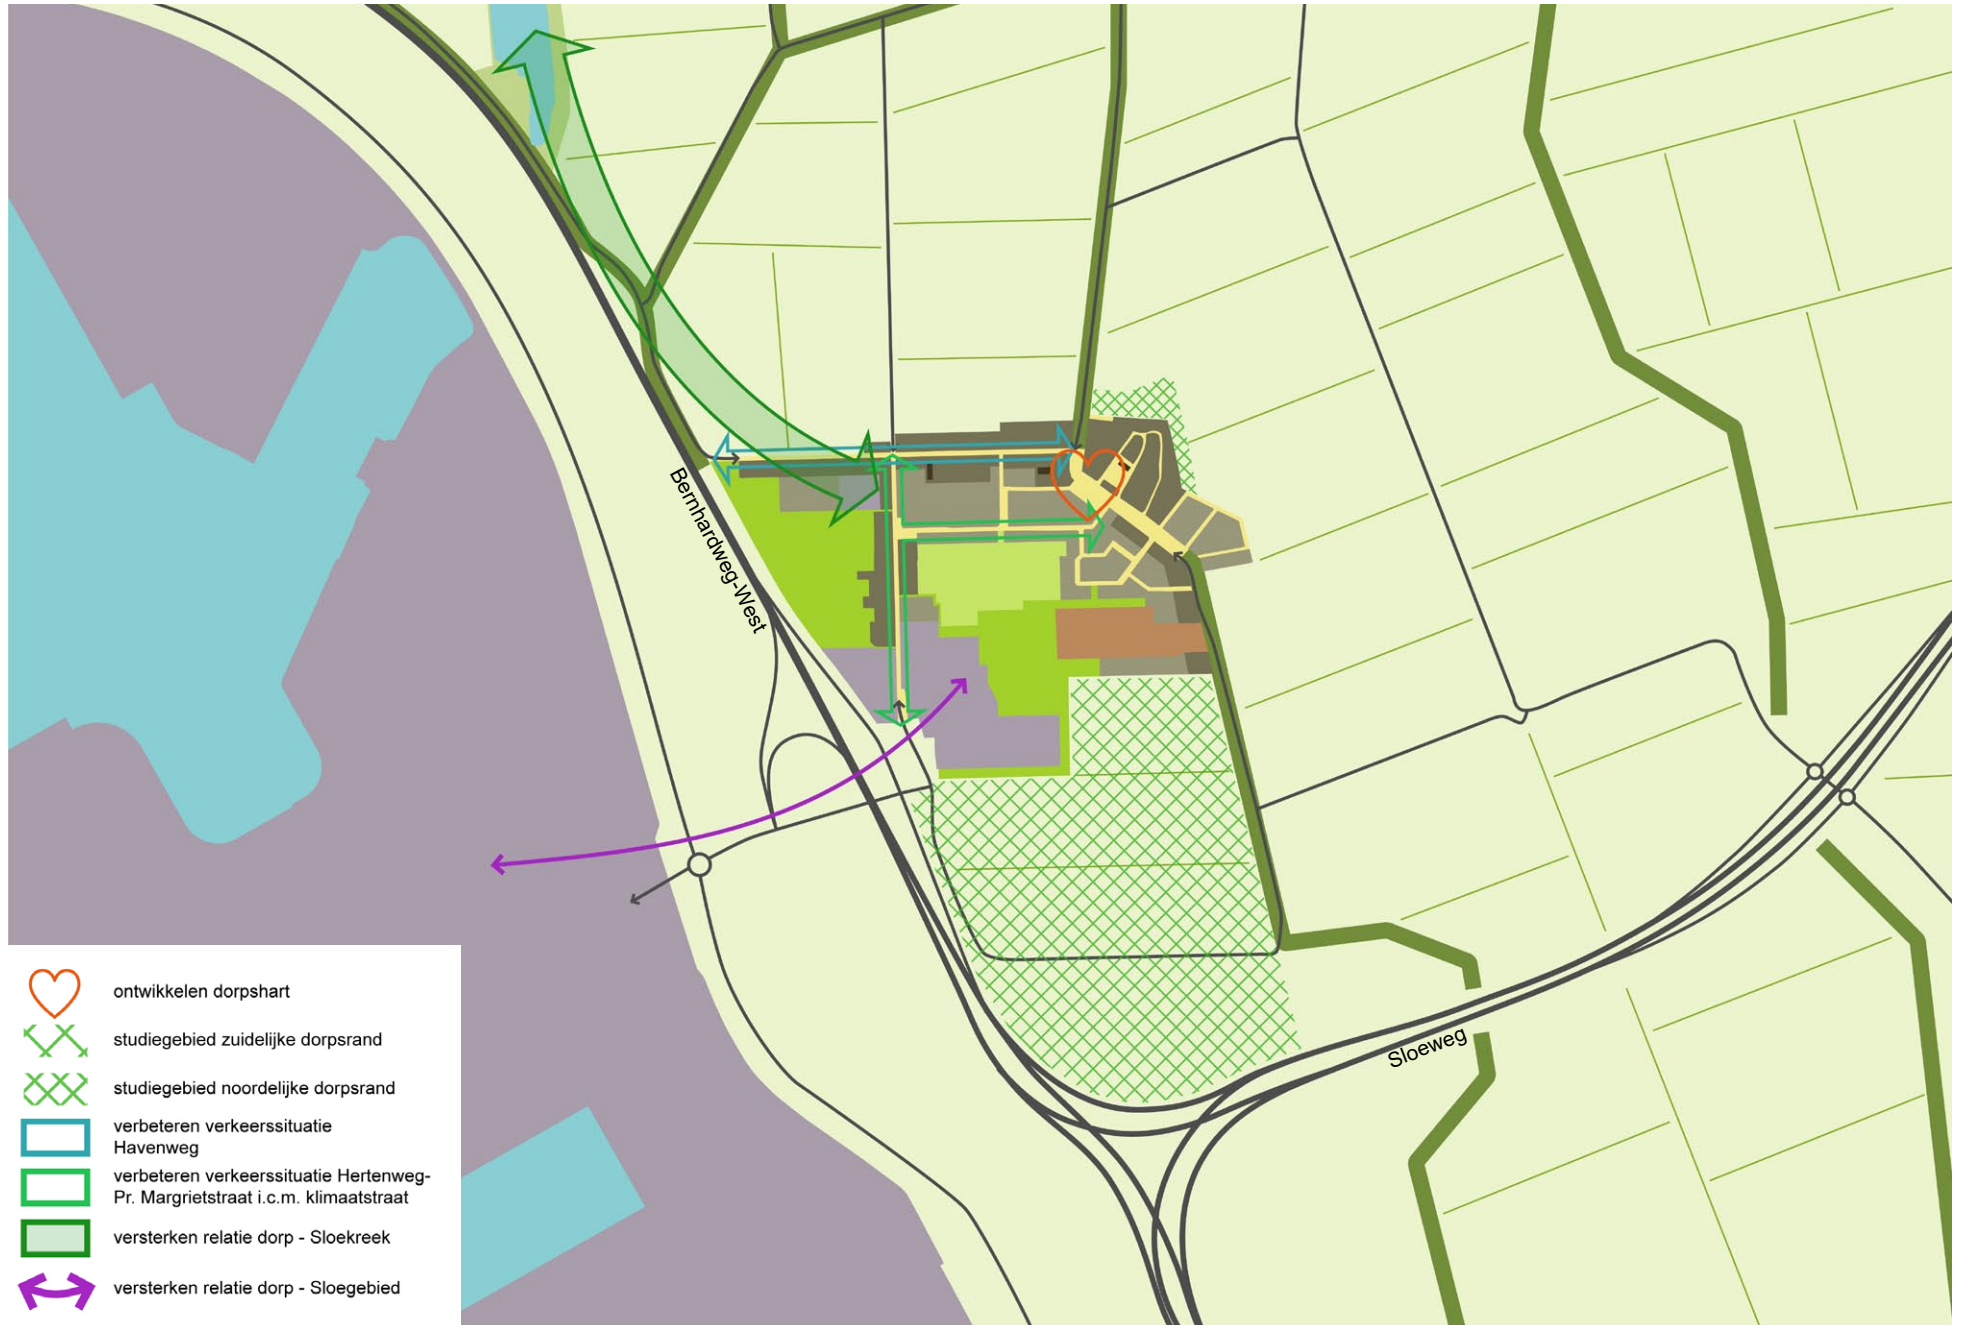 Bernhardweg-West
Sloeweg
ontwikkelen dorpshart
studiegebied zuidelijke dorpsrand
studiegebied noordelijke dorpsrand
verbeteren verkeerssituatie
Havenweg
verbeteren verkeerssituatie Hertenweg-
Pr. Margrietstraat i.c.m. klimaatstraat
versterken relatie dorp - Sloekreek
versterken relatie dorp - Sloegebied